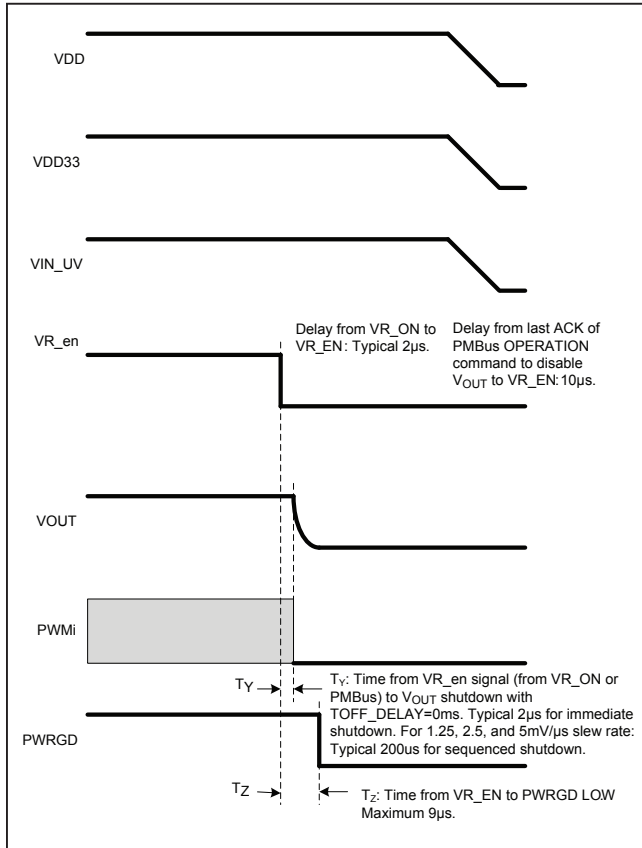 VDD
VDD33
VIN_UV
VR_en
Delay from VR_ON to
VR_EN: Typical 2µs.
Delay from last ACK of
PMBus OPERATION
command to disable
VOUT to VR_EN:10µs.
VOUT
PWMi
TY
TY: Time from VR_en signal (from VR_ON or
PMBus) to VOUT shutdown with
TOFF_DELAY=0ms. Typical 2µs for immediate
shutdown. For 1.25, 2.5, and 5mV/µs slew rate:
Typical 200us for sequenced shutdown.
PWRGD
TZ
TZ: Time from VR_EN to PWRGD LOW
Maximum 9µs.